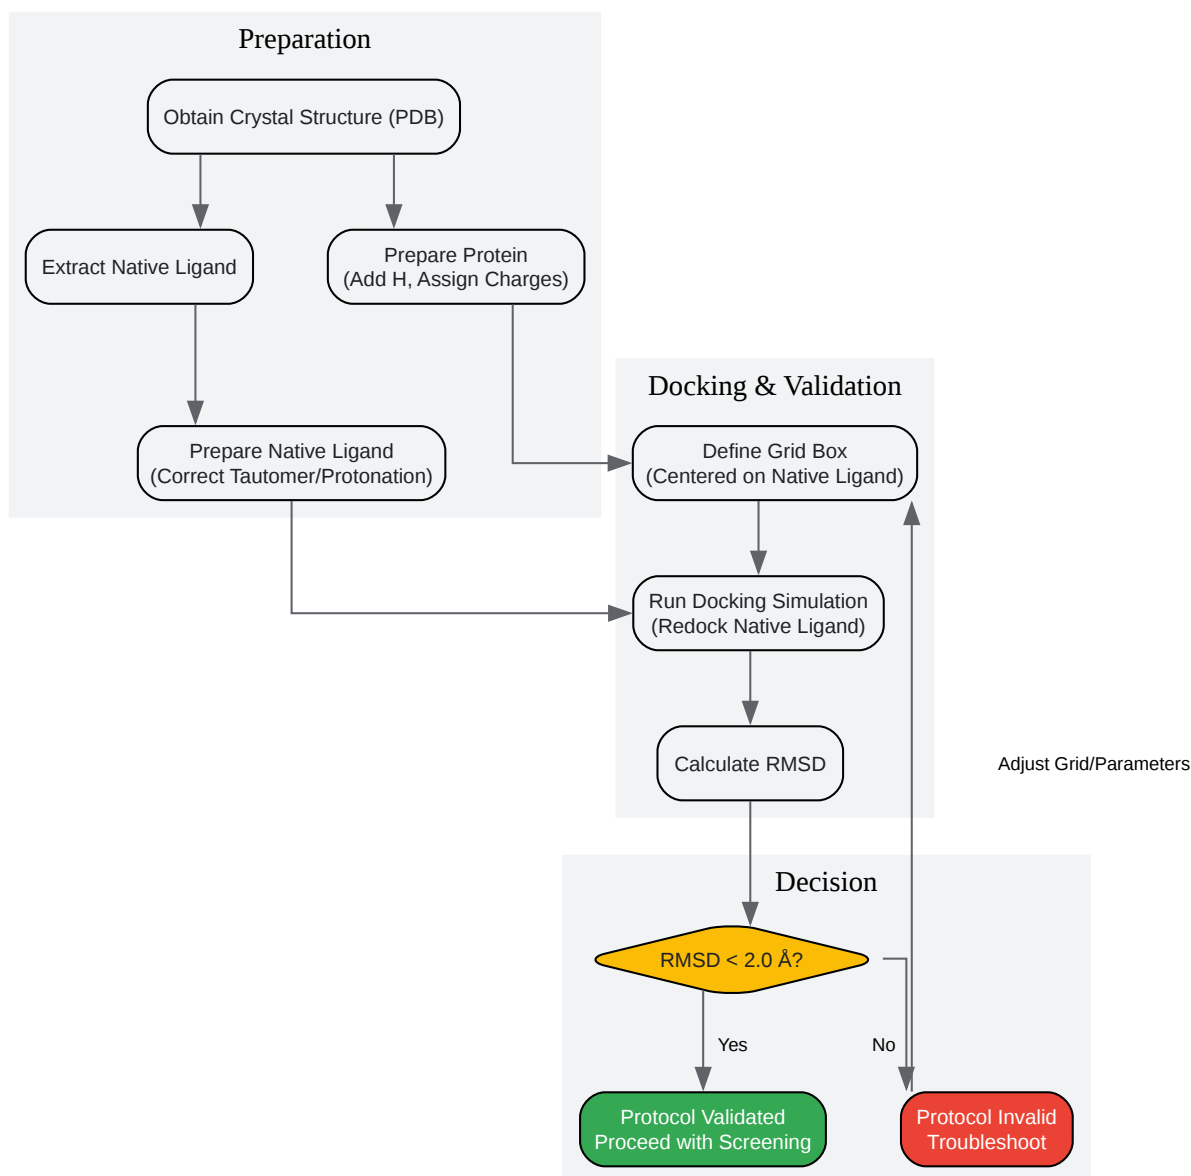 Preparation
Obtain Crystal Structure (PDB)
Extract Native Ligand
Prepare Protein
(Add H, Assign Charges)
Prepare Native Ligand
(Correct Tautomer/Protonation)
Docking & Validation
Define Grid Box
(Centered on Native Ligand)
Run Docking Simulation
(Redock Native Ligand)
Calculate RMSD
Adjust Grid/Parameters
Decision
RMSD < 2.0 Å?
Yes
No
Protocol Validated
Proceed with Screening
Protocol Invalid
Troubleshoot